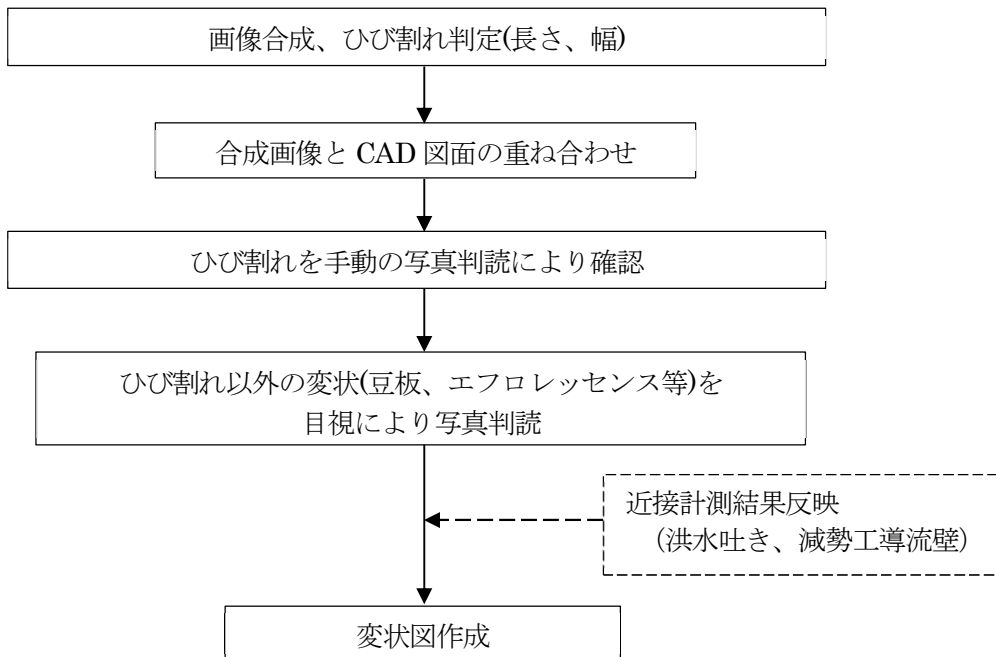 画像合成、ひび割れ判定(長さ、幅)
合成画像と CAD 図面の重ね合わせ
ひび割れを手動の写真判読により確認
ひび割れ以外の変状(豆板、エフロレッセンス等)を
目視により写真判読
近接計測結果反映
（洪水吐き、減勢工導流壁）
変状図作成